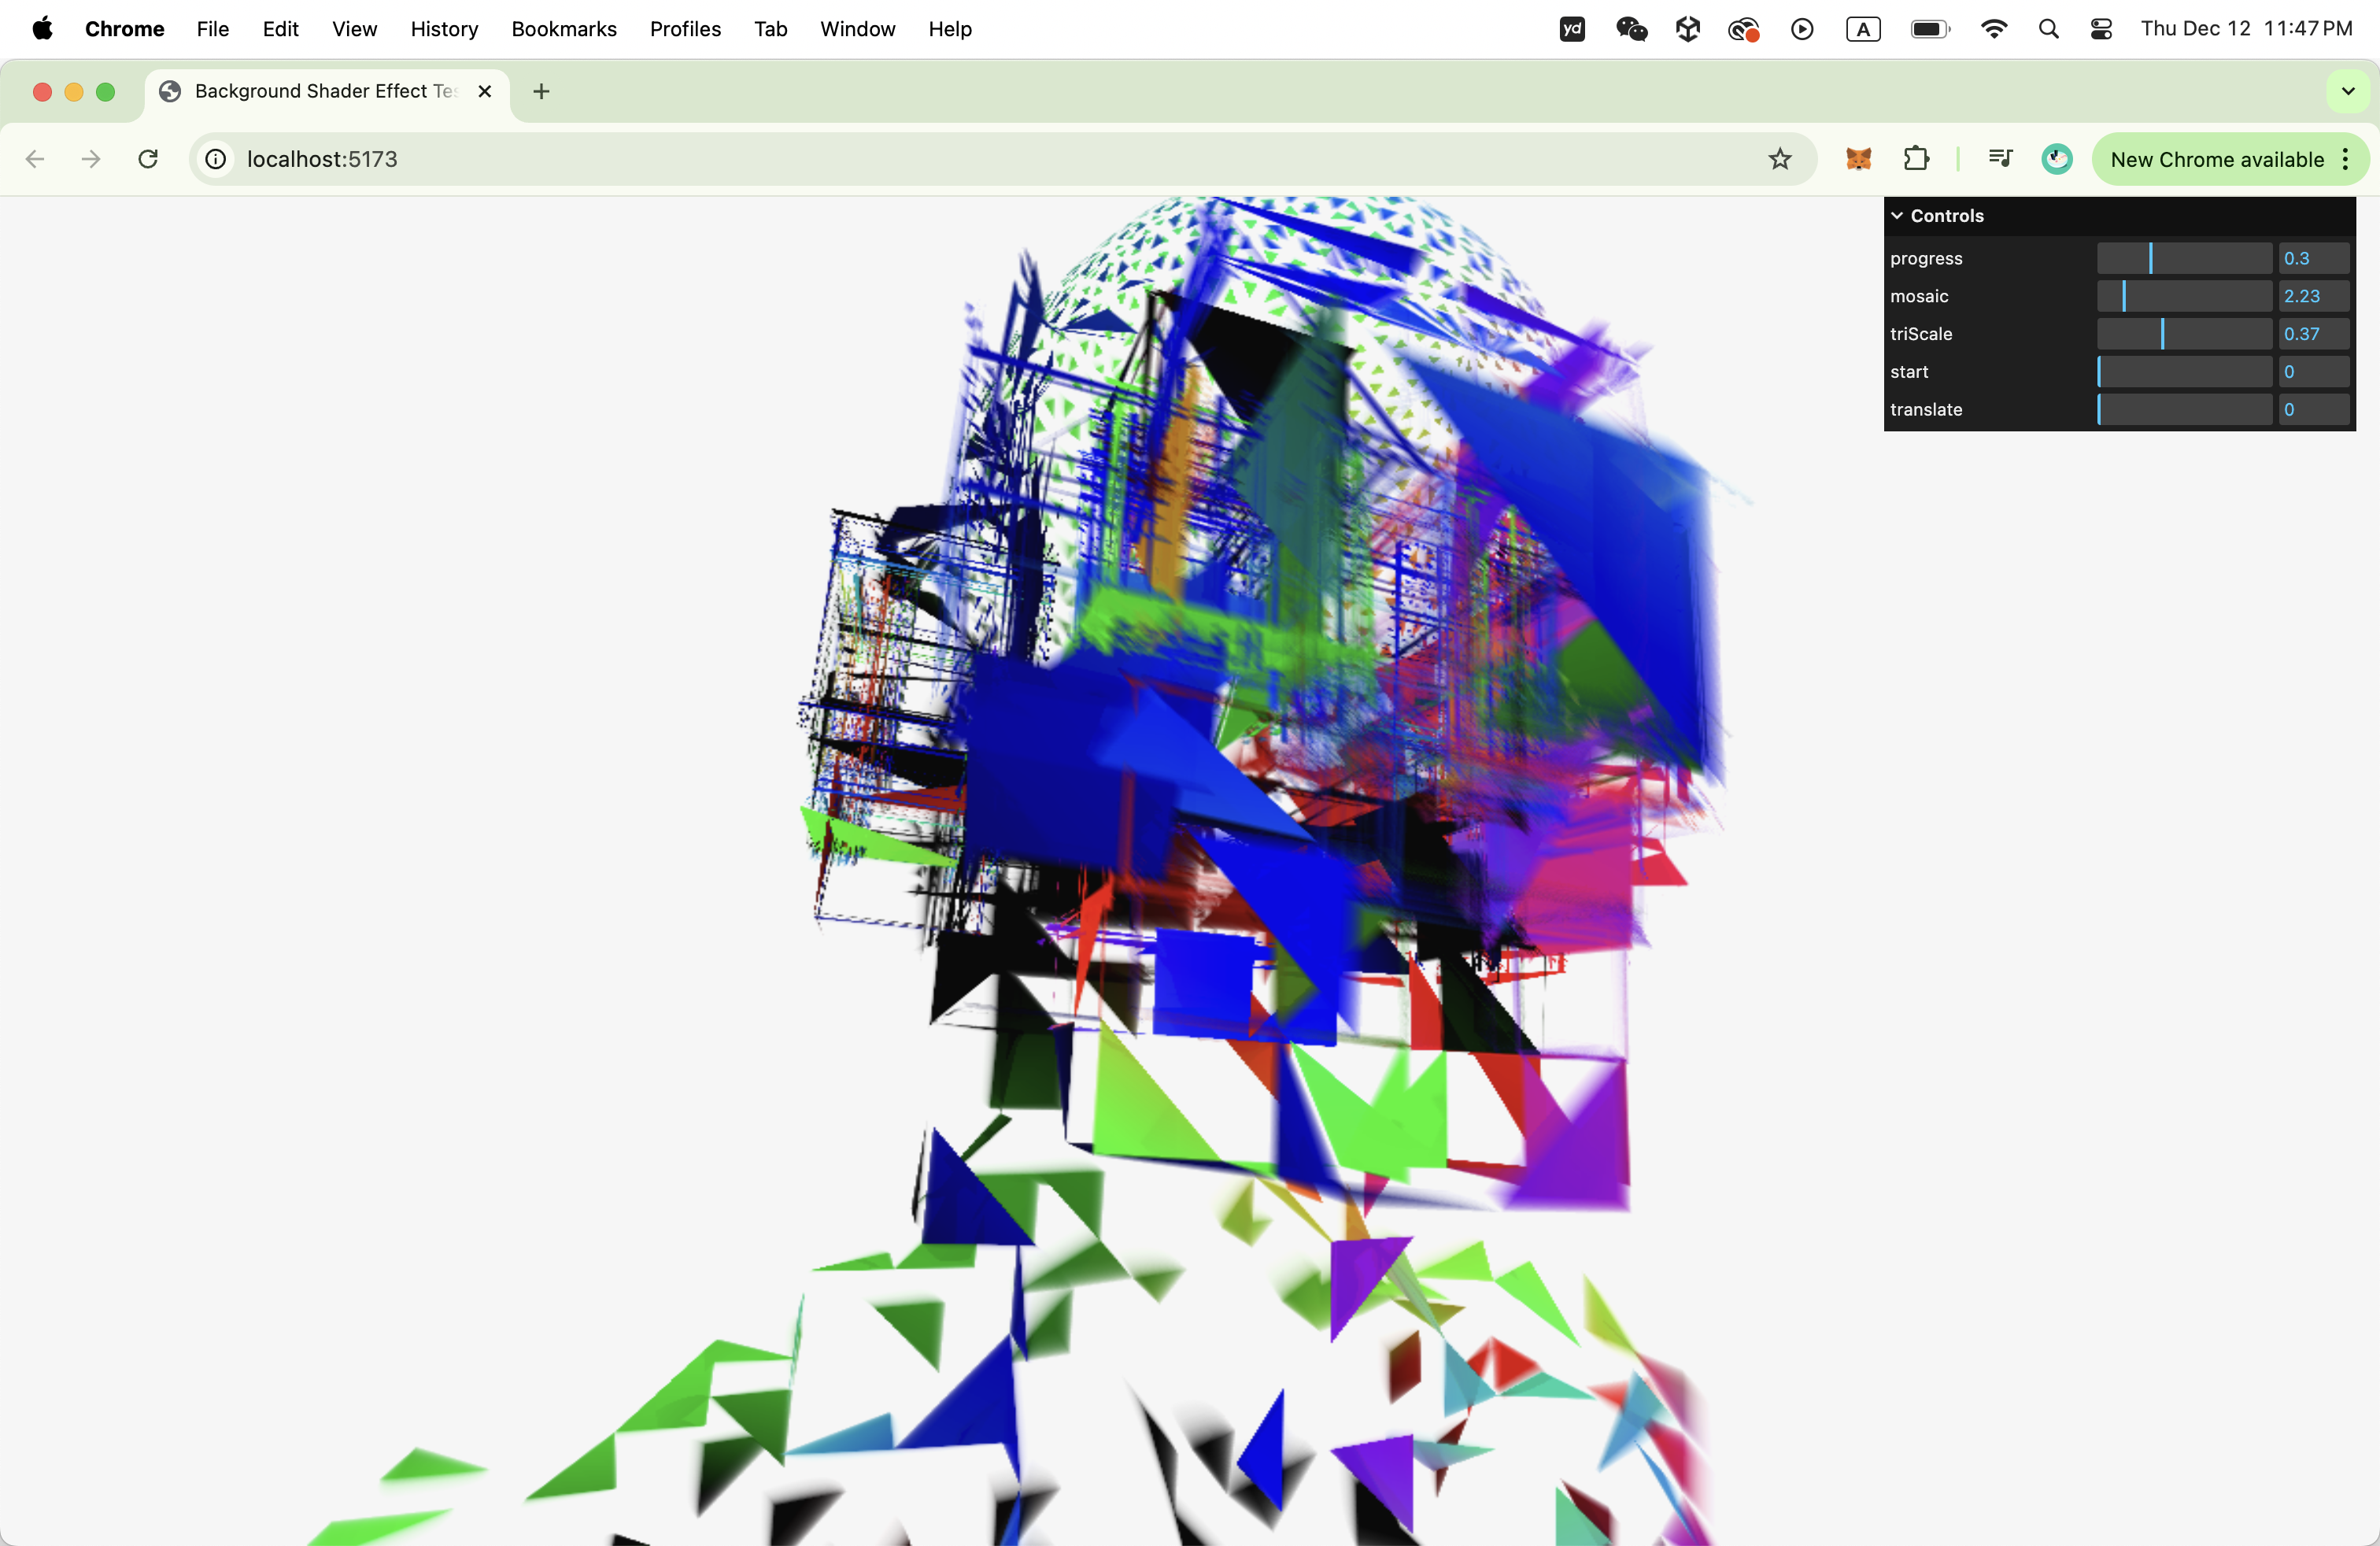 Chrome File Edit View History Bookmarks Profiles Tab Window Help yd A Thu Dec 12 11:47 PM
Background Shader Effect Tes
localhost:5173 New Chrome available
Controls
progress 0.3
mosaic 2.23
triScale 0.37
start 0
translate 0